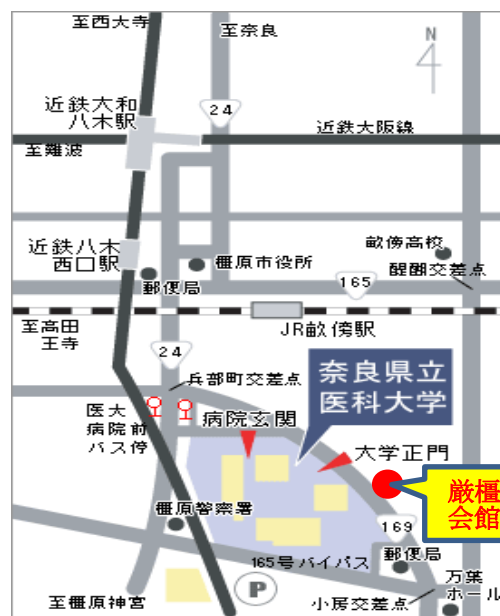 至西大寺
至奈良
N
24
近鉄大和
八木駅
近鉄大阪線
至難波
近鉄八木
西口駅
橿原市役所
郵便局
畝傍高校
醍醐交差点
165
至高田
王寺
JR畝傍駅
24
兵部町交差点
奈良県立
医科大学
医大
病院前
バス停
病院玄関
大学正門
厳橿
会館
橿原警察署
169
165号バイパス
郵便局
万葉
ホール
P
至橿原神宮
小房交差点